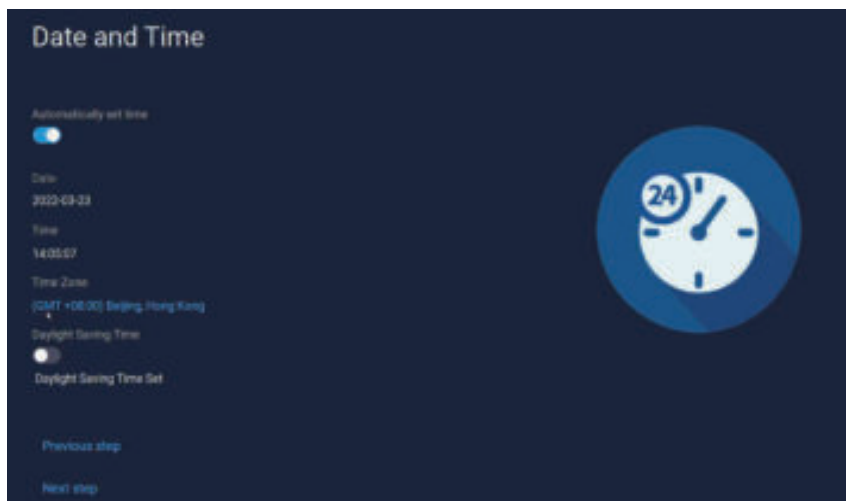 Date and Time
Automatically set time
Date
2022-03-23
24
Time
14:05:07
Time Zone
(GMT +08:00) Beijing, Hong Kong
Daylight Saving Time
Daylight Saving Time Set
Previous step
Next step